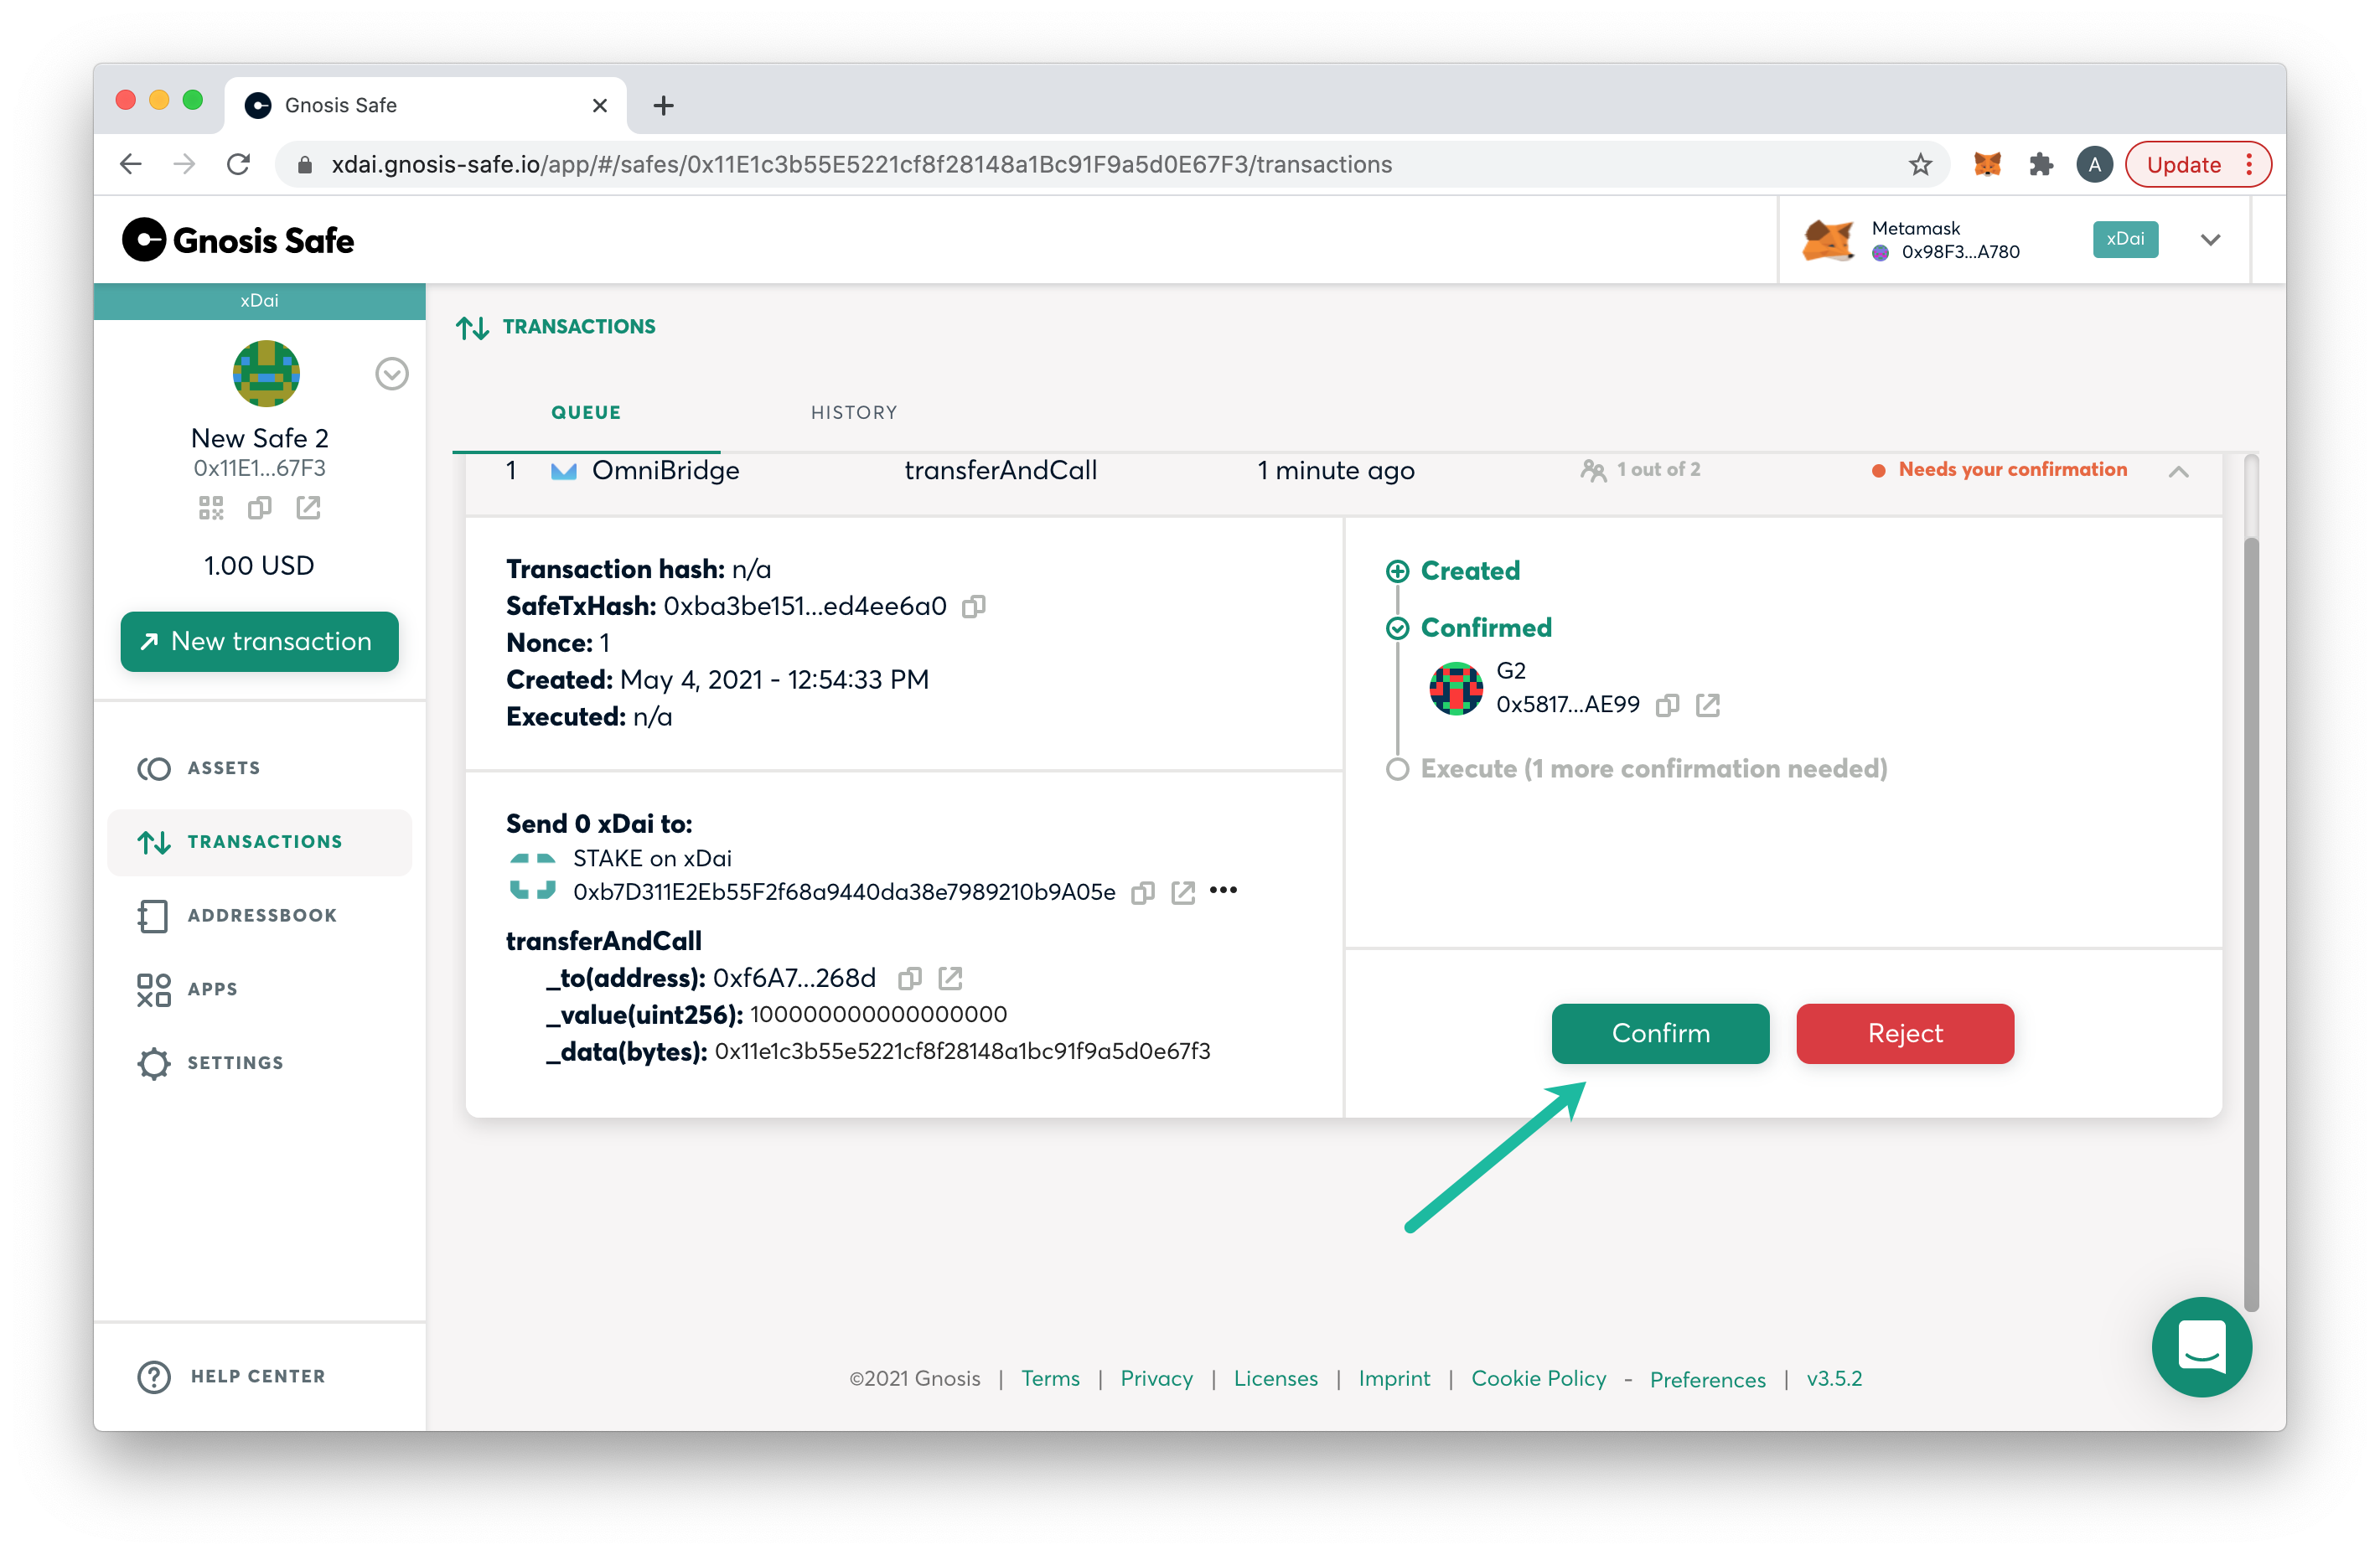 Gnosis Safe
xdai.gnosis-safe.io/app/#/safes/0x11E1c3b55E5221cf8f28148a1Bc91F9a5d0E67F3/transactions
A
Update
Gnosis Safe
Metamask
0x98F3...A780
xDai
xDai
New Safe 2
0x11E1...67F3
1.00 USD
New transaction
ASSETS
TRANSACTIONS
ADDRESSBOOK
APPS
SETTINGS
HELP CENTER
TRANSACTIONS
QUEUE
HISTORY
1 OmniBridge transferAndCall 1 minute ago 1 out of 2 Needs your confirmation
Transaction hash: n/a
SafeTxHash: 0xba3be151...ed4ee6a0
Nonce: 1
Created: May 4, 2021 - 12:54:33 PM
Executed: n/a
Send 0 xDai to:
STAKE on xDai
0xb7D311E2Eb55F2f68a9440da38e7989210b9A05e
transferAndCall
_to(address): 0xf6A7...268d
_value(uint256): 100000000000000000
_data(bytes): 0x11e1c3b55e5221cf8f28148a1bc91f9a5d0e67f3
Created
Confirmed
G2
0x5817...AE99
Execute (1 more confirmation needed)
Confirm
Reject
©2021 Gnosis | Terms | Privacy | Licenses | Imprint | Cookie Policy - Preferences | v3.5.2